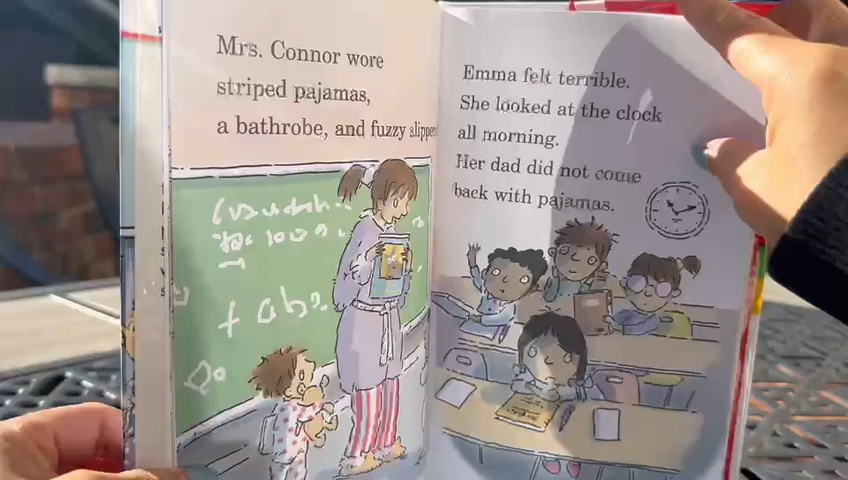 Mrs. Connor wore
striped pajamas,
a bathrobe, and fuzzy slippers
Emma felt terrible.
She looked at the clock
all morning.
Her dad did not come
back with pajamas.